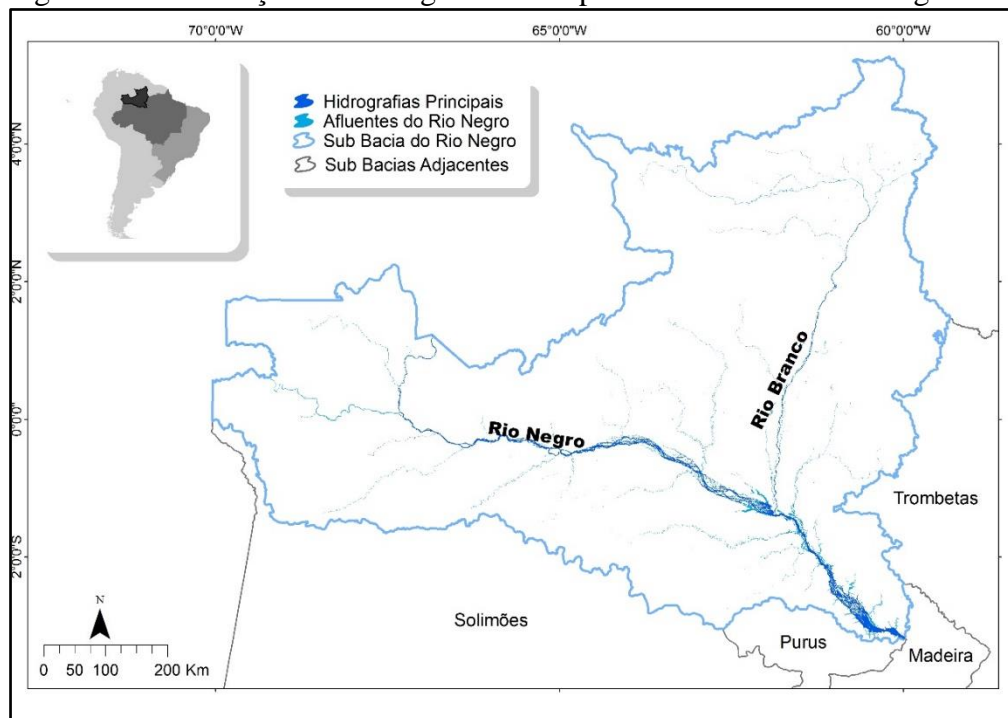 70°0'0"W 65°0'0"W 60°0'0"W
Hidrografias Principais
Afluentes do Rio Negro
Sub Bacia do Rio Negro
Sub Bacias Adjacentes
4°0'0"N
2°0'0"N
0°0'0"
2°0'0"S
Rio Branco
Rio Negro
Trombetas
Solimões
Purus
Madeira
N
0 50 100 200 Km